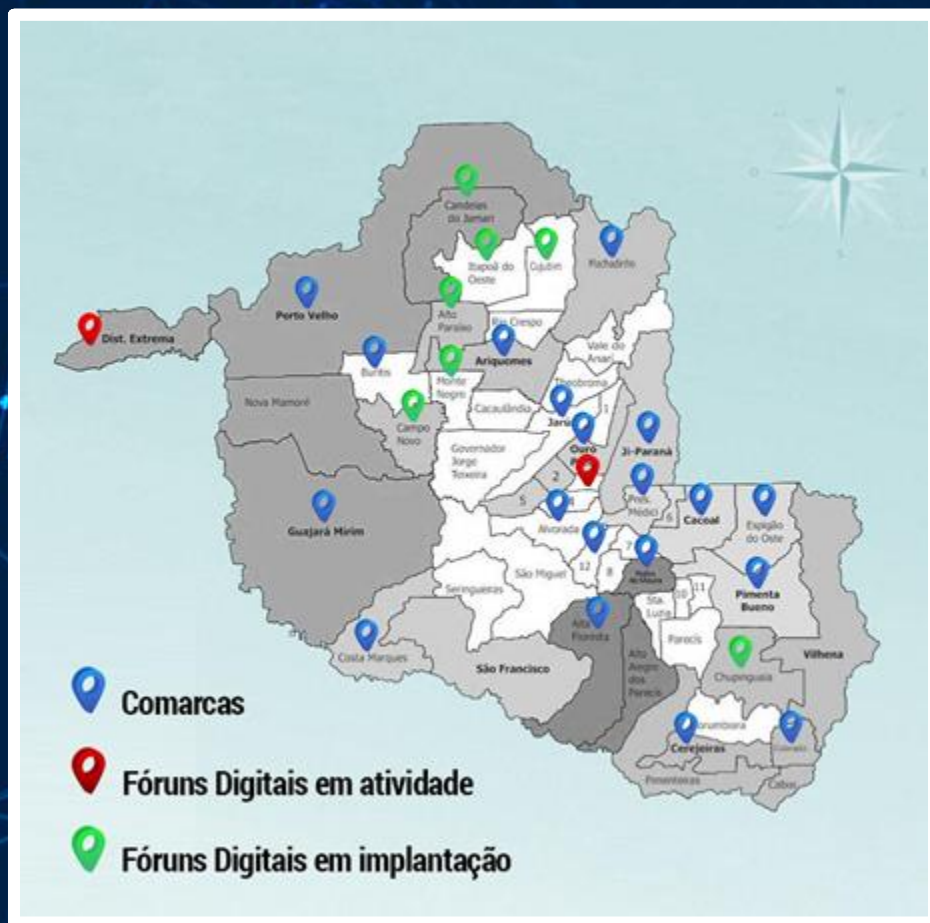 N
O
Candeias
do Jamari
Itapoã do
Oeste
Cujubin
Machadinho
Porto Velho
Alto
Paraíso
Rio Crespo
Dist. Extrema
Ariquemes
Vale do
Anari
Buritis
Monte
Negro
Theobroma
Nova Mamoré
Cacaulândia
Jaru
1
Campo
Novo
Ouro
Ji-Paraná
Governador
Jorge
Teixeira
2
5
Pres.
Médici
6
Cacoal
Espigão
do Oeste
Guajará Mirim
Alvorada
7
São Miguel
12
8
Seringueiras
Sta.
Luzia
10
11
Pimenta
Bueno
Alta
Floresta
Parecis
Costa Marques
São Francisco
Alto
Alegre
dos
Parecis
Vilhena
Chupinguaia
Comarcas
Corumbiara
Cerejeiras
Colorado
Fóruns Digitais em atividade
Pimenteiras
Cabixi
Fóruns Digitais em implantação